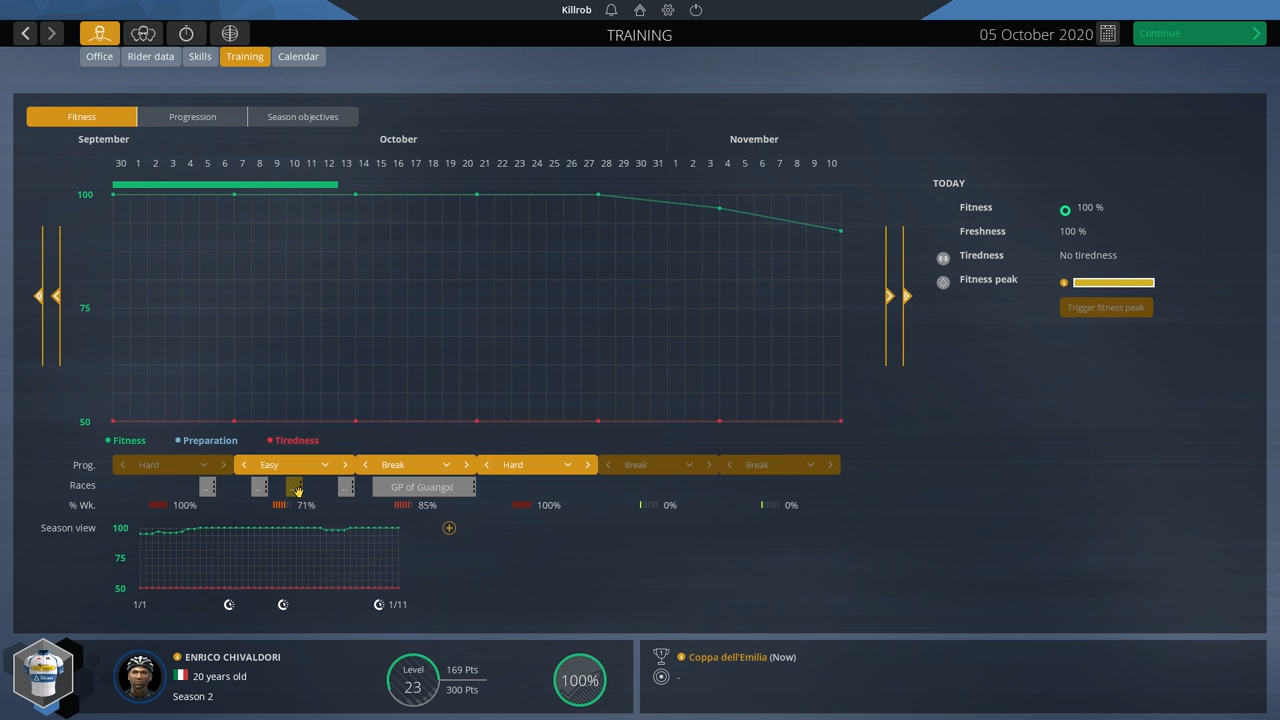 Killrob
TRAINING
05 October 2020
Continue
Office Rider data Skills Training Calendar
Fitness Progression Season objectives
September October November
30 1 2 3 4 5 6 7 8 9 10 11 12 13 14 15 16 17 18 19 20 21 22 23 24 25 26 27 28 29 30 31 1 2 3 4 5 6 7 8 9 10
100
75
50
TODAY
Fitness 100 %
Freshness 100 %
Tiredness No tiredness
Fitness peak
Trigger fitness peak
Fitness Preparation Tiredness
Prog. Hard Easy Break Hard Break Break
Races .. .. .. .. GP of Guangxi
% Wk. 100% 71% 85% 100% 0% 0%
Season view 100
75
50
1/1 1/11
ENRICO CHIVALDORI
20 years old
Season 2
Level
23
169 Pts
300 Pts
100%
Coppa dell'Emilia (Now)
-